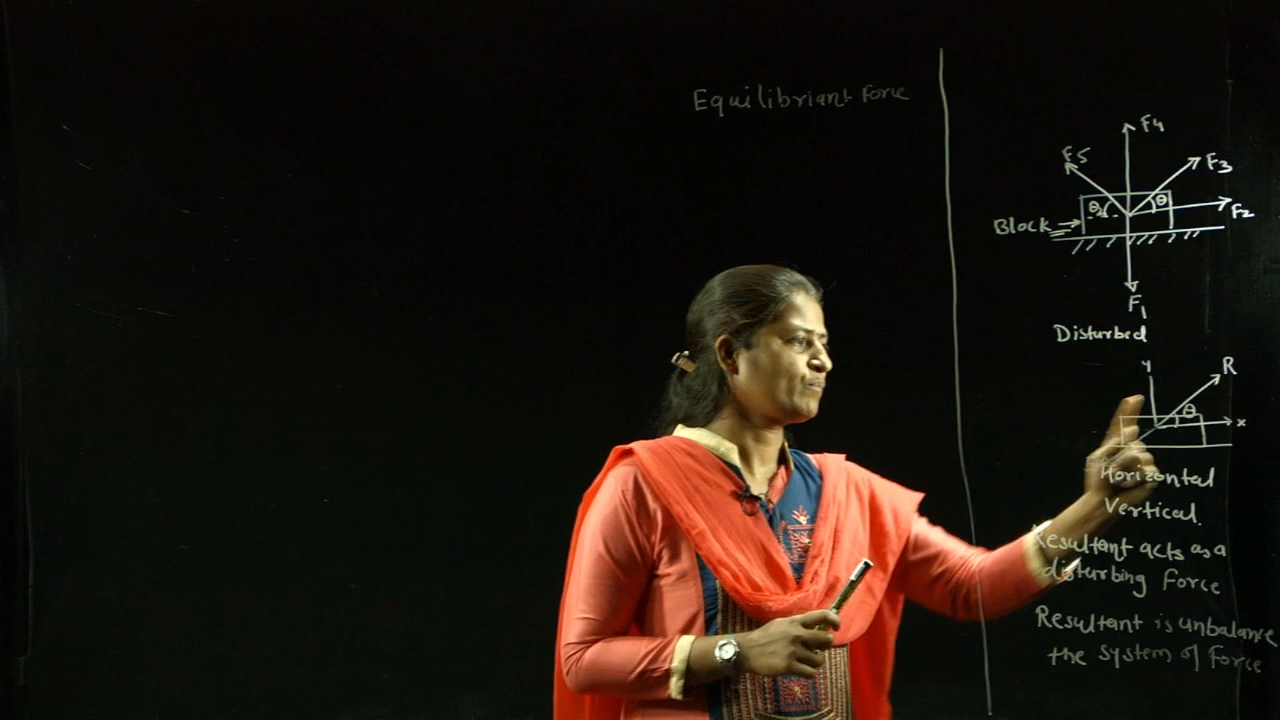 Equilibriant Force
F4
F5
F3
θ2
θ
F2
Block
F1
Disturbed
y
R
θ
x
Horizontal
Vertical.
Resultant acts as a
disturbing Force
Resultant is unbalance
the system of Force